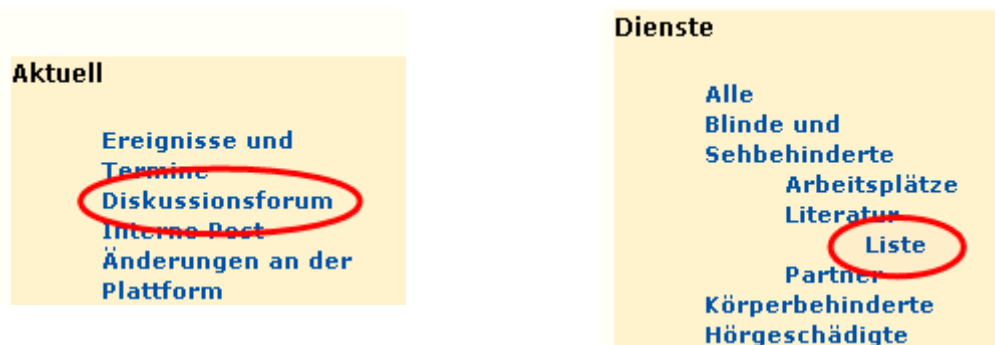 Aktuell
Ereignisse und
Termine
Diskussionsforum
Interne Post
Änderungen an der
Plattform
Dienste
Alle
Blinde und
Sehbehinderte
Arbeitsplätze
Literatur
Liste
Partner
Körperbehinderte
Hörgeschädigte